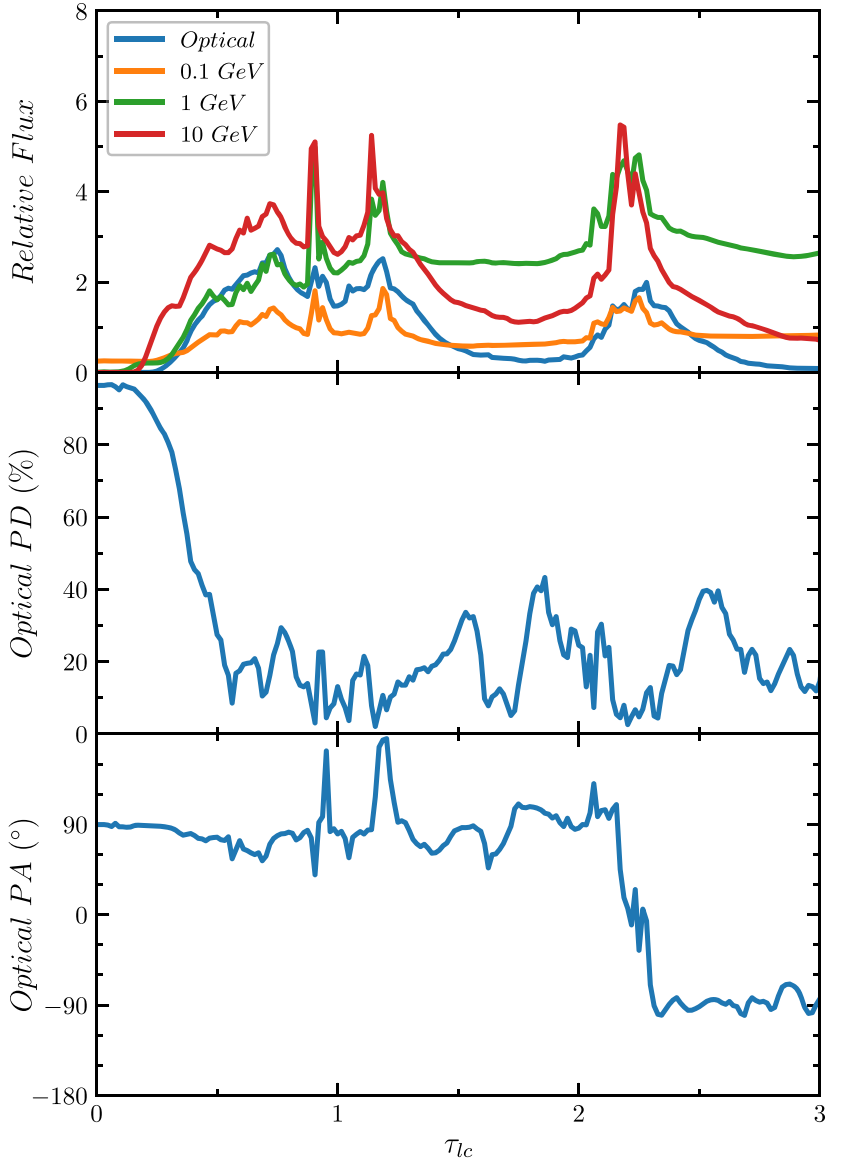 8
6
4
2
0
Relative Flux
Optical
0.1 GeV
1 GeV
10 GeV
80
60
40
20
0
Optical PD (%)
90
0
−90
−180
Optical PA (°)
0
1
2
3
τlc